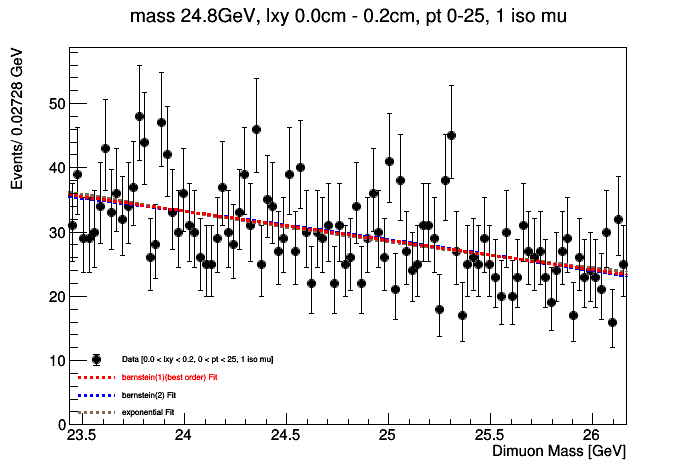 mass 24.8GeV, lxy 0.0cm - 0.2cm, pt 0-25, 1 iso mu
Events/ 0.02728 GeV
50
40
30
20
10
0
Data [0.0 < lxy < 0.2, 0 < pt < 25, 1 iso mu]
bernstein(1)(best order) Fit
bernstein(2) Fit
exponential Fit
23.5 24 24.5 25 25.5 26
Dimuon Mass [GeV]